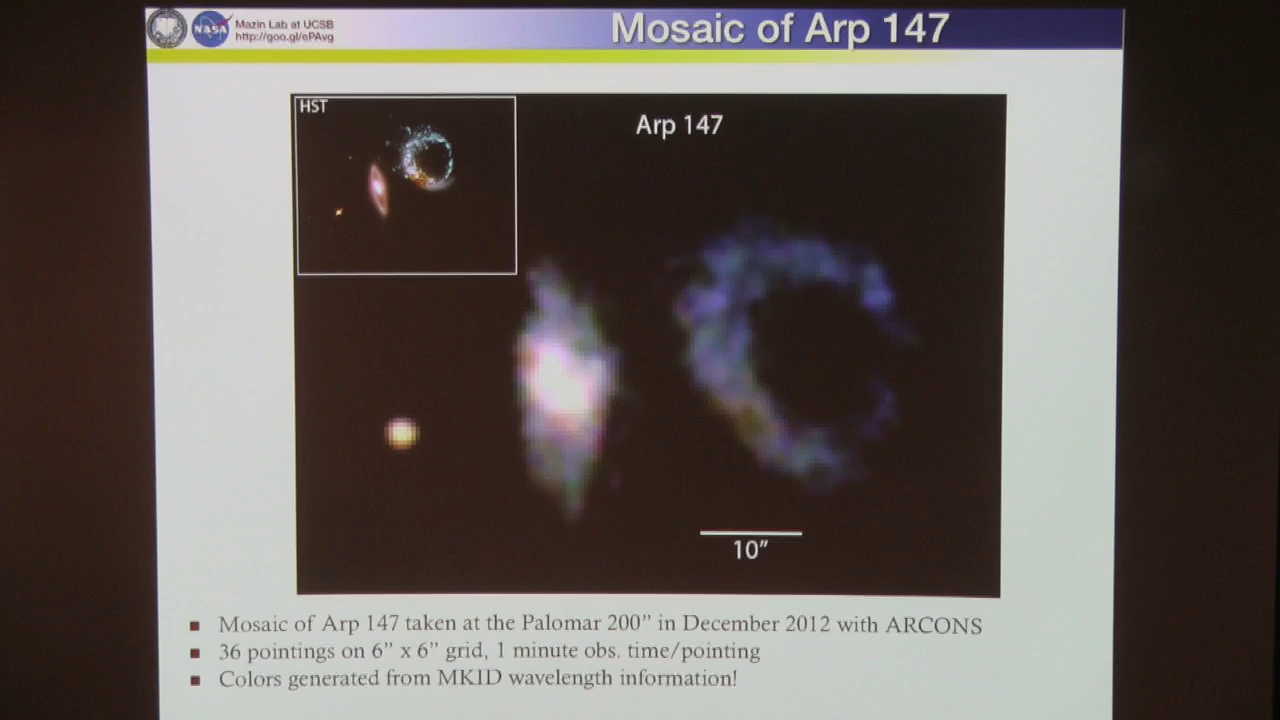 NASA
Mazin Lab at UCSB
http://goo.gl/ePAvg
Mosaic of Arp 147
HST
Arp 147
10”
Mosaic of Arp 147 taken at the Palomar 200” in December 2012 with ARCONS
36 pointings on 6” x 6” grid, 1 minute obs. time/pointing
Colors generated from MKID wavelength information!